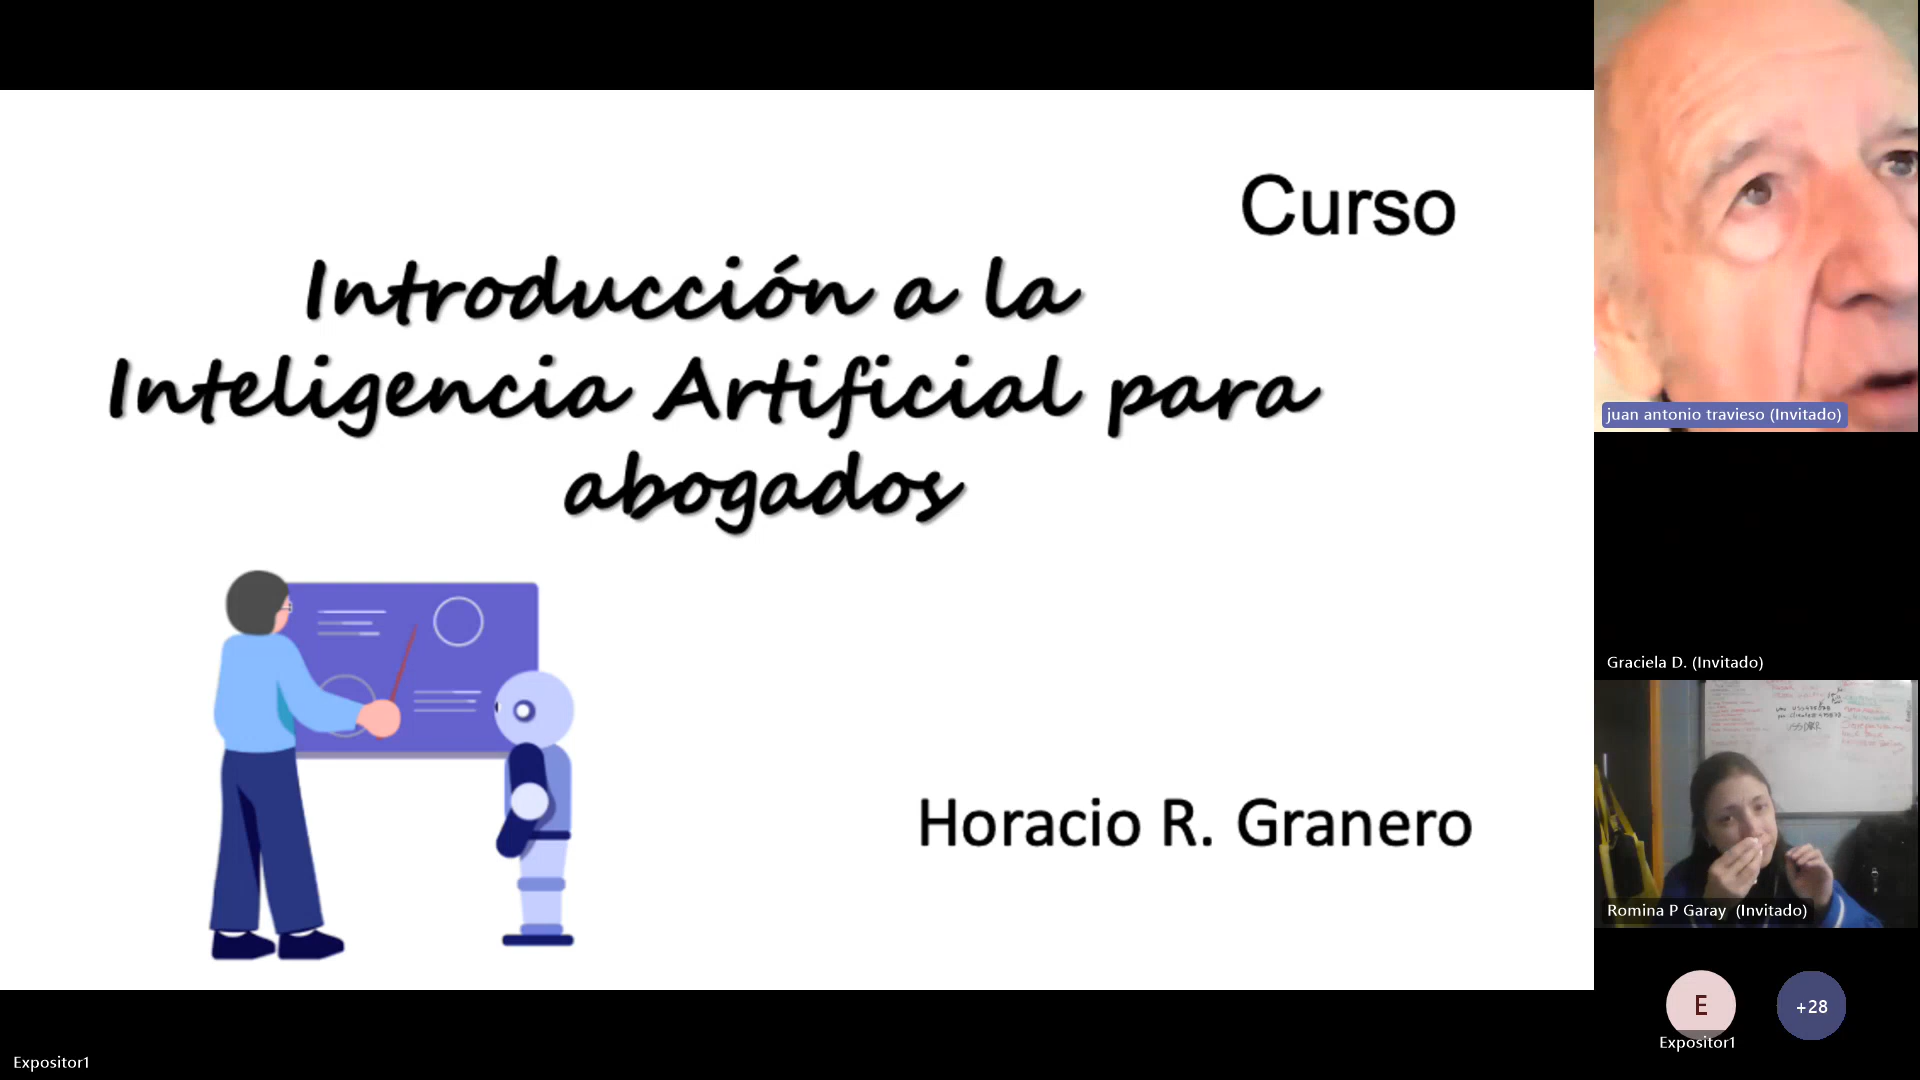 Curso
Introducción a la
Inteligencia Artificial para
abogados
Horacio R. Granero
juan antonio travieso (Invitado)
Graciela D. (Invitado)
Romina P Garay (Invitado)
E
+28
Expositor1
Expositor1